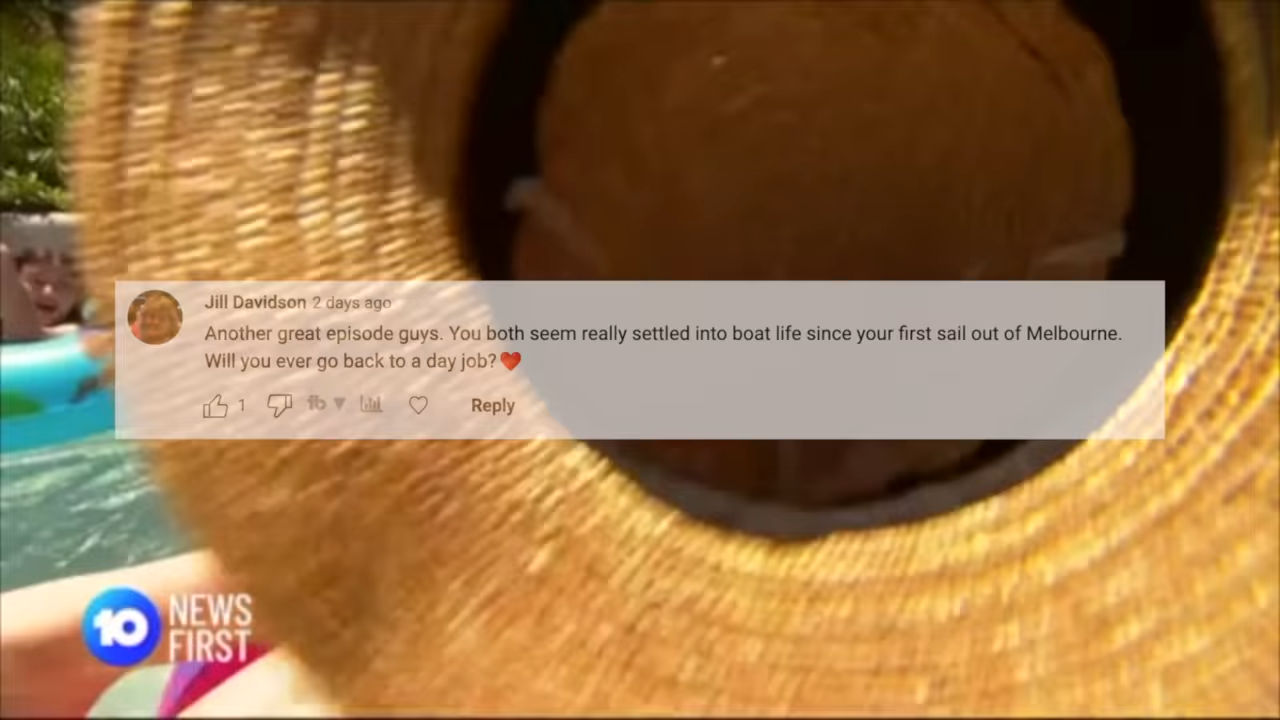 Jill Davidson 2 days ago
Another great episode guys. You both seem really settled into boat life since your first sail out of Melbourne.
Will you ever go back to a day job?❤️
1 Reply
10 NEWS
FIRST